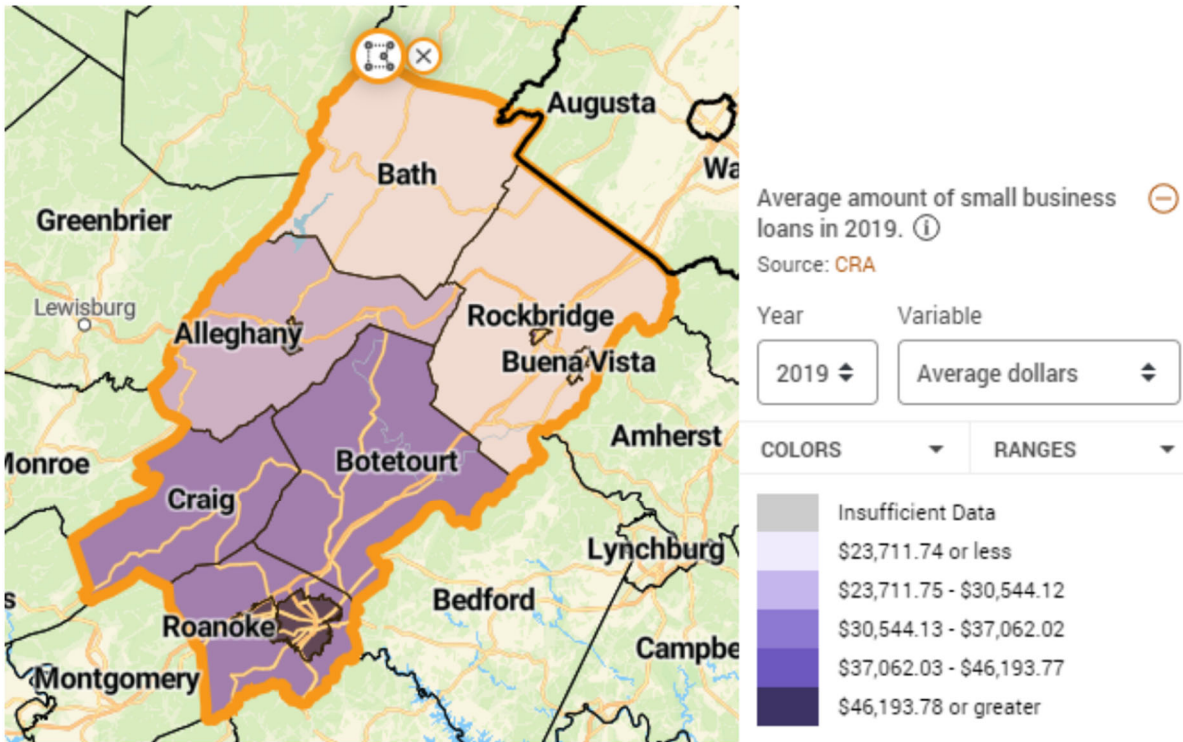 Augusta
Wa
Bath
Greenbrier
Lewisburg
Alleghany
Rockbridge
Buena Vista
Amherst
Monroe
Botetourt
Craig
Lynchburg
s
Bedford
Roanoke
Campbe
Montgomery
Average amount of small business
loans in 2019.
Source: CRA
Year Variable
2019 Average dollars
COLORS RANGES
Insufficient Data
$23,711.74 or less
$23,711.75 - $30,544.12
$30,544.13 - $37,062.02
$37,062.03 - $46,193.77
$46,193.78 or greater